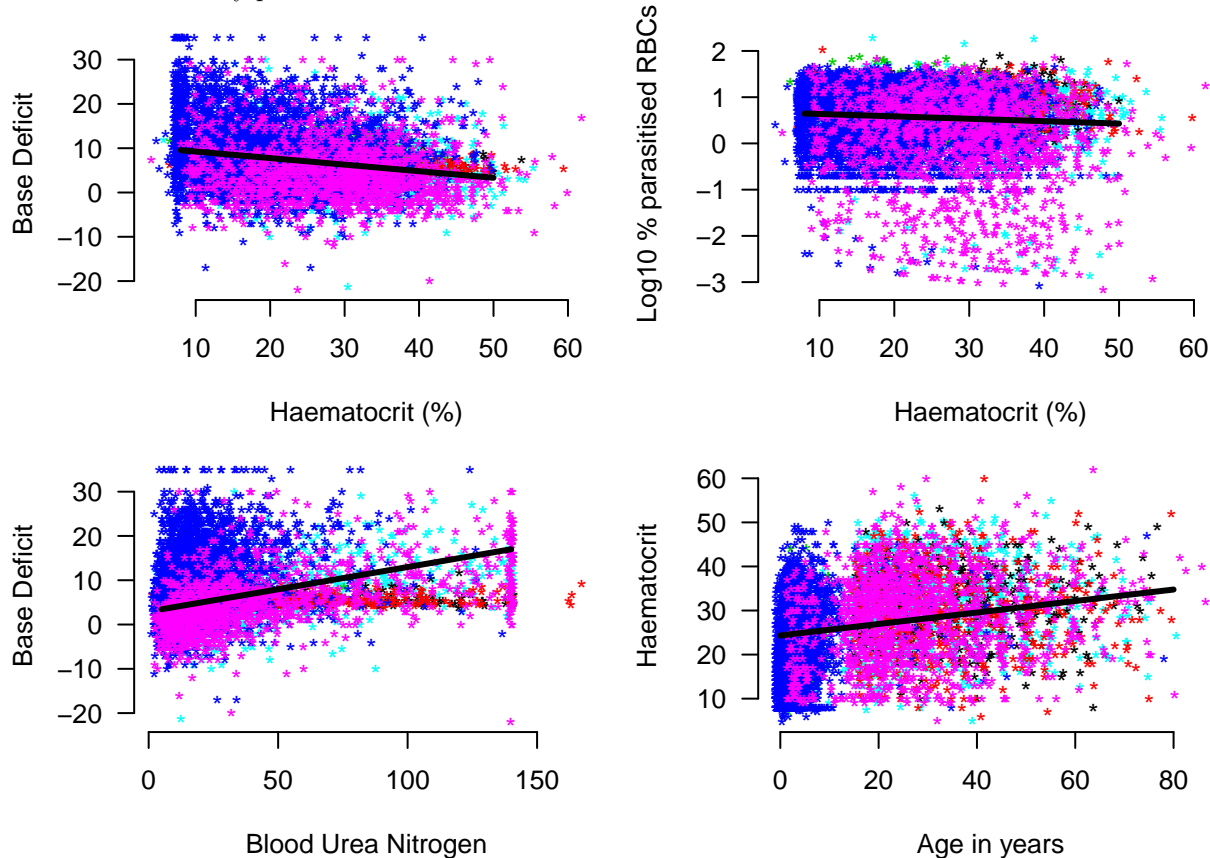 Base Deficit
30
20
10
0
−10
−20
10 20 30 40 50 60
Haematocrit (%)
Log10 % parasitised RBCs
2
1
0
−1
−2
−3
10 20 30 40 50 60
Haematocrit (%)
Base Deficit
30
20
10
0
−10
−20
0 50 100 150
Blood Urea Nitrogen
Haematocrit
60
50
40
30
20
10
0 20 40 60 80
Age in years